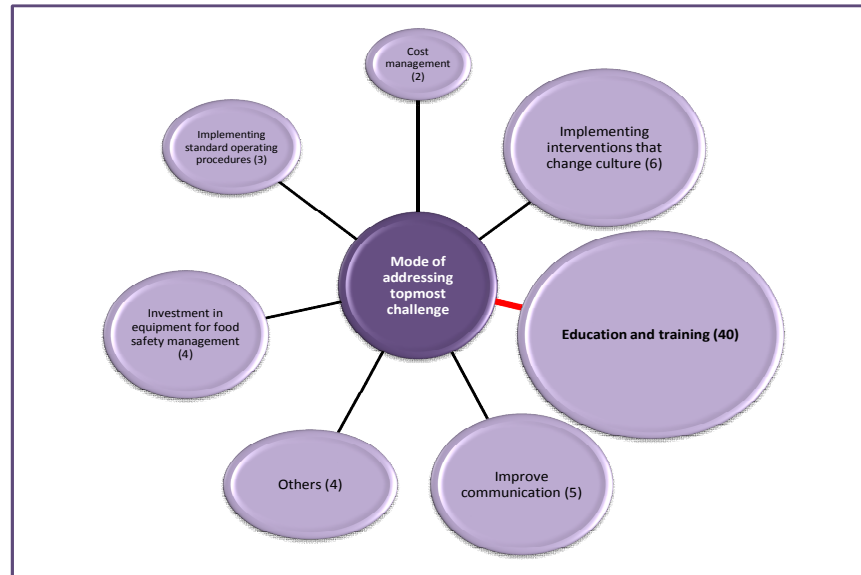 Cost
management
(2)
Implementing
interventions that
change culture (6)
Implementing
standard operating
procedures (3)
Mode of
addressing
topmost
challenge
Education and training (40)
Investment in
equipment for food
safety management
(4)
Others (4)
Improve
communication (5)